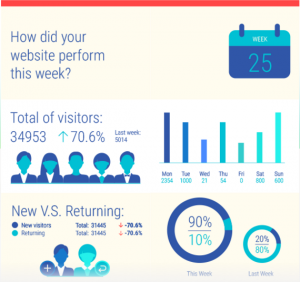 How did your
website perform
this week?
WEEK
25
Total of visitors:
34953 ↑70.6% Last week:
5014
Mon Tue Wed Thu Fri Sat Sun
2354 1000 21 54 0 800 600
New V.S. Returning:
New visitors Total: 31445 ↓ -70.6%
Returning Total: 31445 ↓ -70.6%
90%
10%
20%
80%
This Week
Last Week